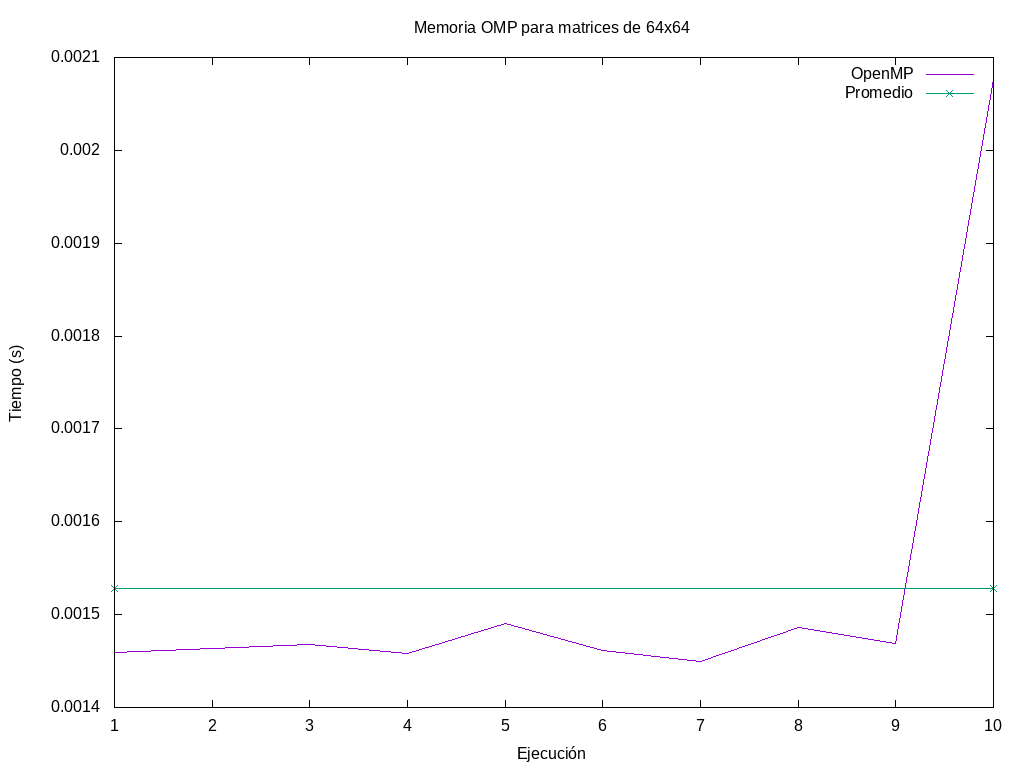 Memoria OMP para matrices de 64x64
OpenMP
Promedio
0.0021
0.002
0.0019
0.0018
0.0017
0.0016
0.0015
0.0014
Tiempo (s)
1 2 3 4 5 6 7 8 9 10
Ejecución